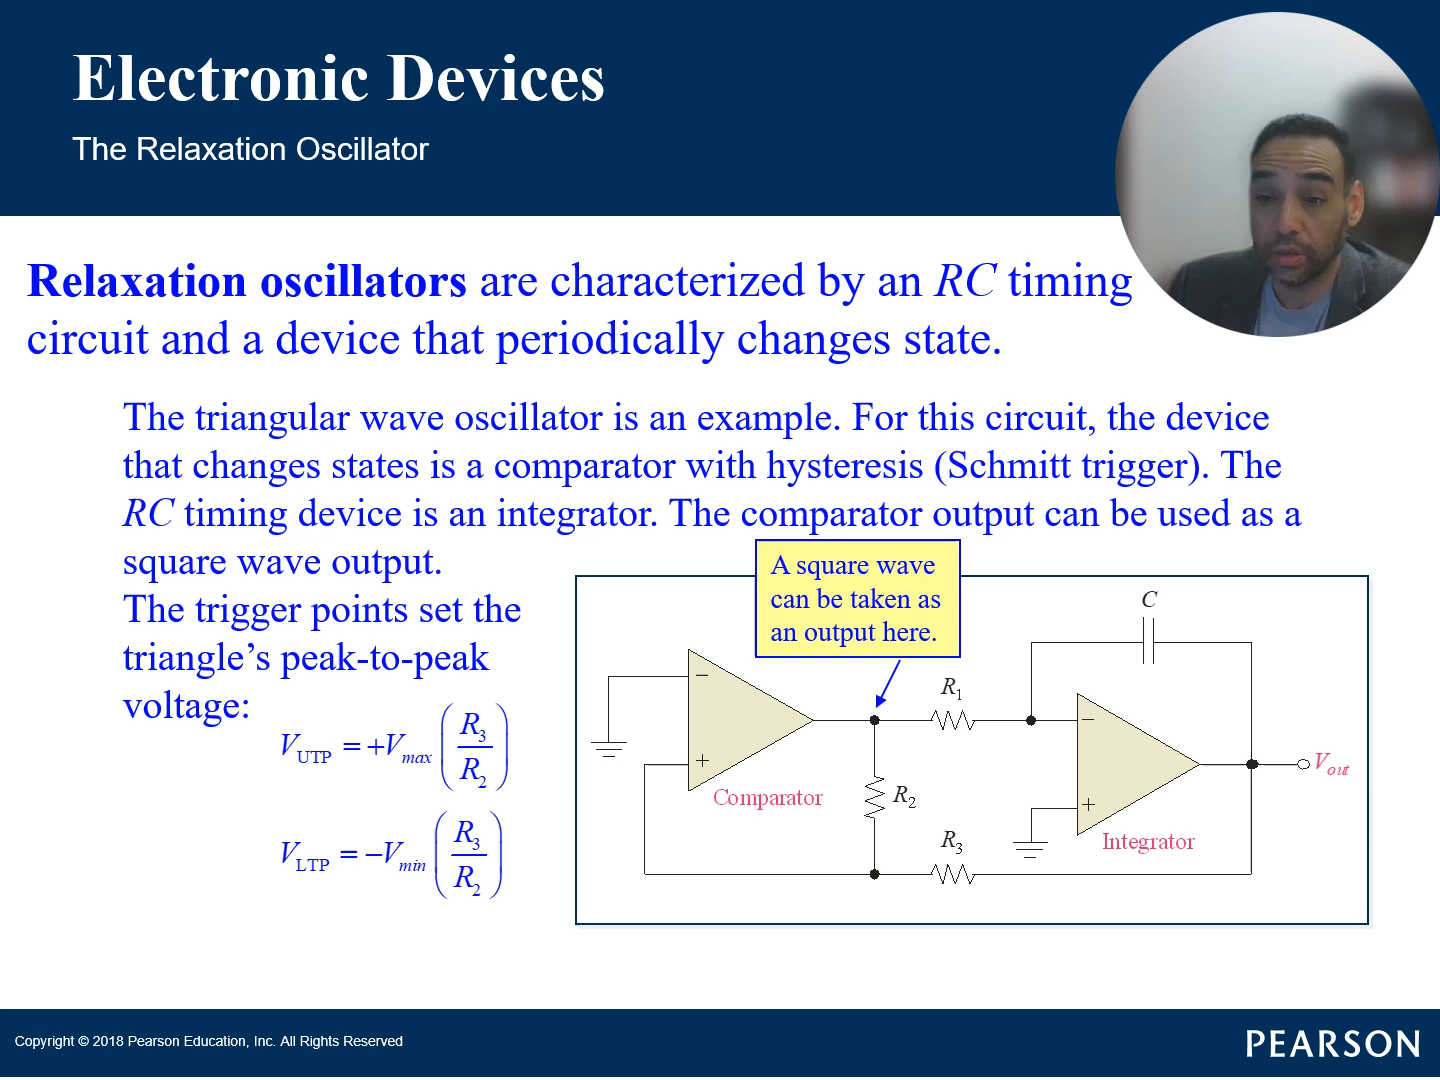 Electronic Devices
The Relaxation Oscillator
Relaxation oscillators are characterized by an RC timing
circuit and a device that periodically changes state.
The triangular wave oscillator is an example. For this circuit, the device
that changes states is a comparator with hysteresis (Schmitt trigger). The
RC timing device is an integrator. The comparator output can be used as a
square wave output.
The trigger points set the
triangle’s peak-to-peak
voltage:
V_UTP = +V_max (R_3 / R_2)
V_LTP = −V_min (R_3 / R_2)
A square wave
can be taken as
an output here.
C
R1
−
−
+
Vout
Comparator
R2
+
R3
Integrator
Copyright © 2018 Pearson Education, Inc. All Rights Reserved
PEARSON